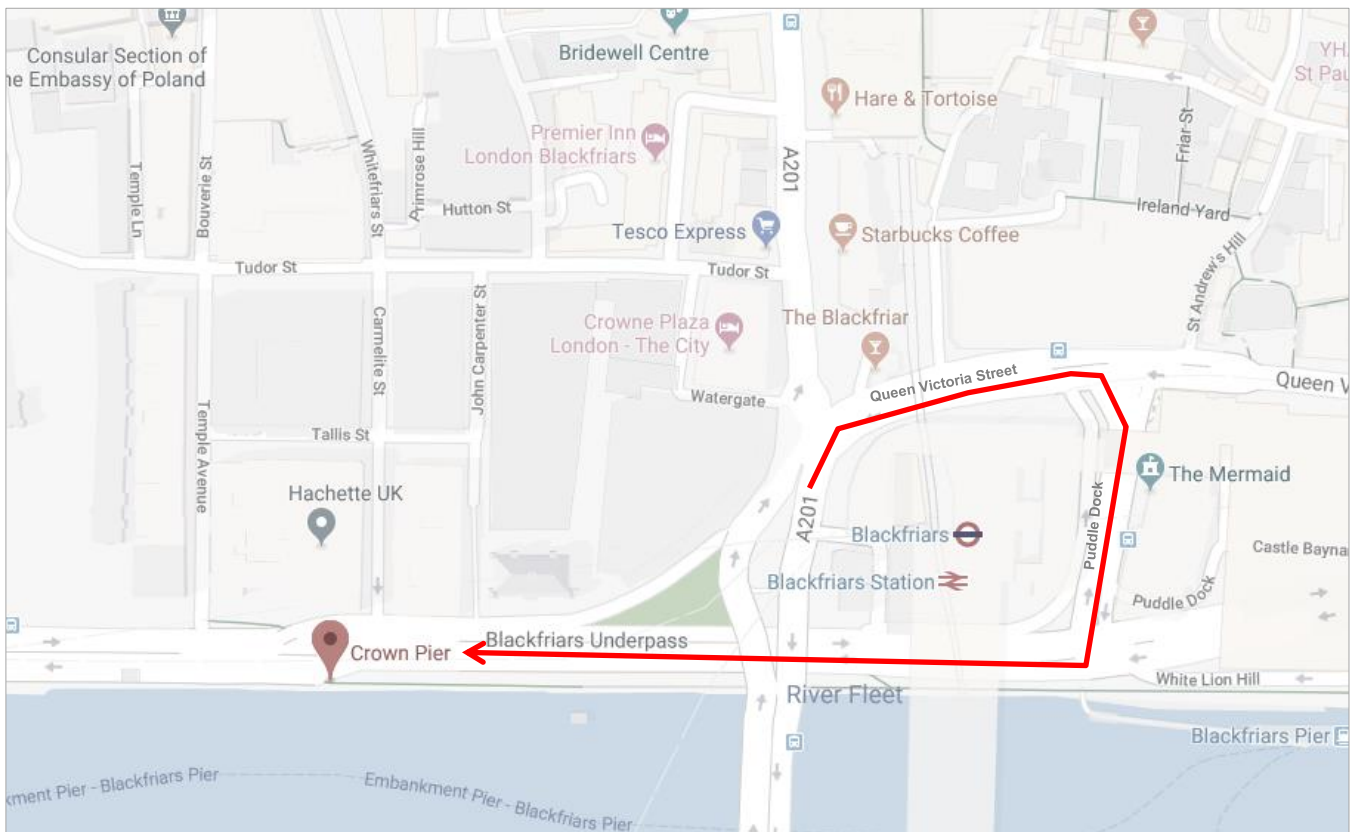 Consular Section of
he Embassy of Poland
Bridewell Centre
YH
St Pau
Hare & Tortoise
Premier Inn
London Blackfriars
A201
Friar St
Temple Ln
Bouverie St
Whitefriars St
Primrose Hill
Hutton St
Ireland Yard
Tesco Express
Starbucks Coffee
Tudor St
Tudor St
St Andrew's Hill
John Carpenter St
Carmelite St
Crowne Plaza
London - The City
The Blackfriar
Queen Victoria Street
Queen V
Watergate
Temple Avenue
Tallis St
The Mermaid
Hachette UK
A201
Puddle Dock
Blackfriars
Castle Bayna
Blackfriars Station
Puddle Dock
Crown Pier
Blackfriars Underpass
White Lion Hill
River Fleet
Blackfriars Pier
kment Pier - Blackfriars Pier
Embankment Pier - Blackfriars Pier